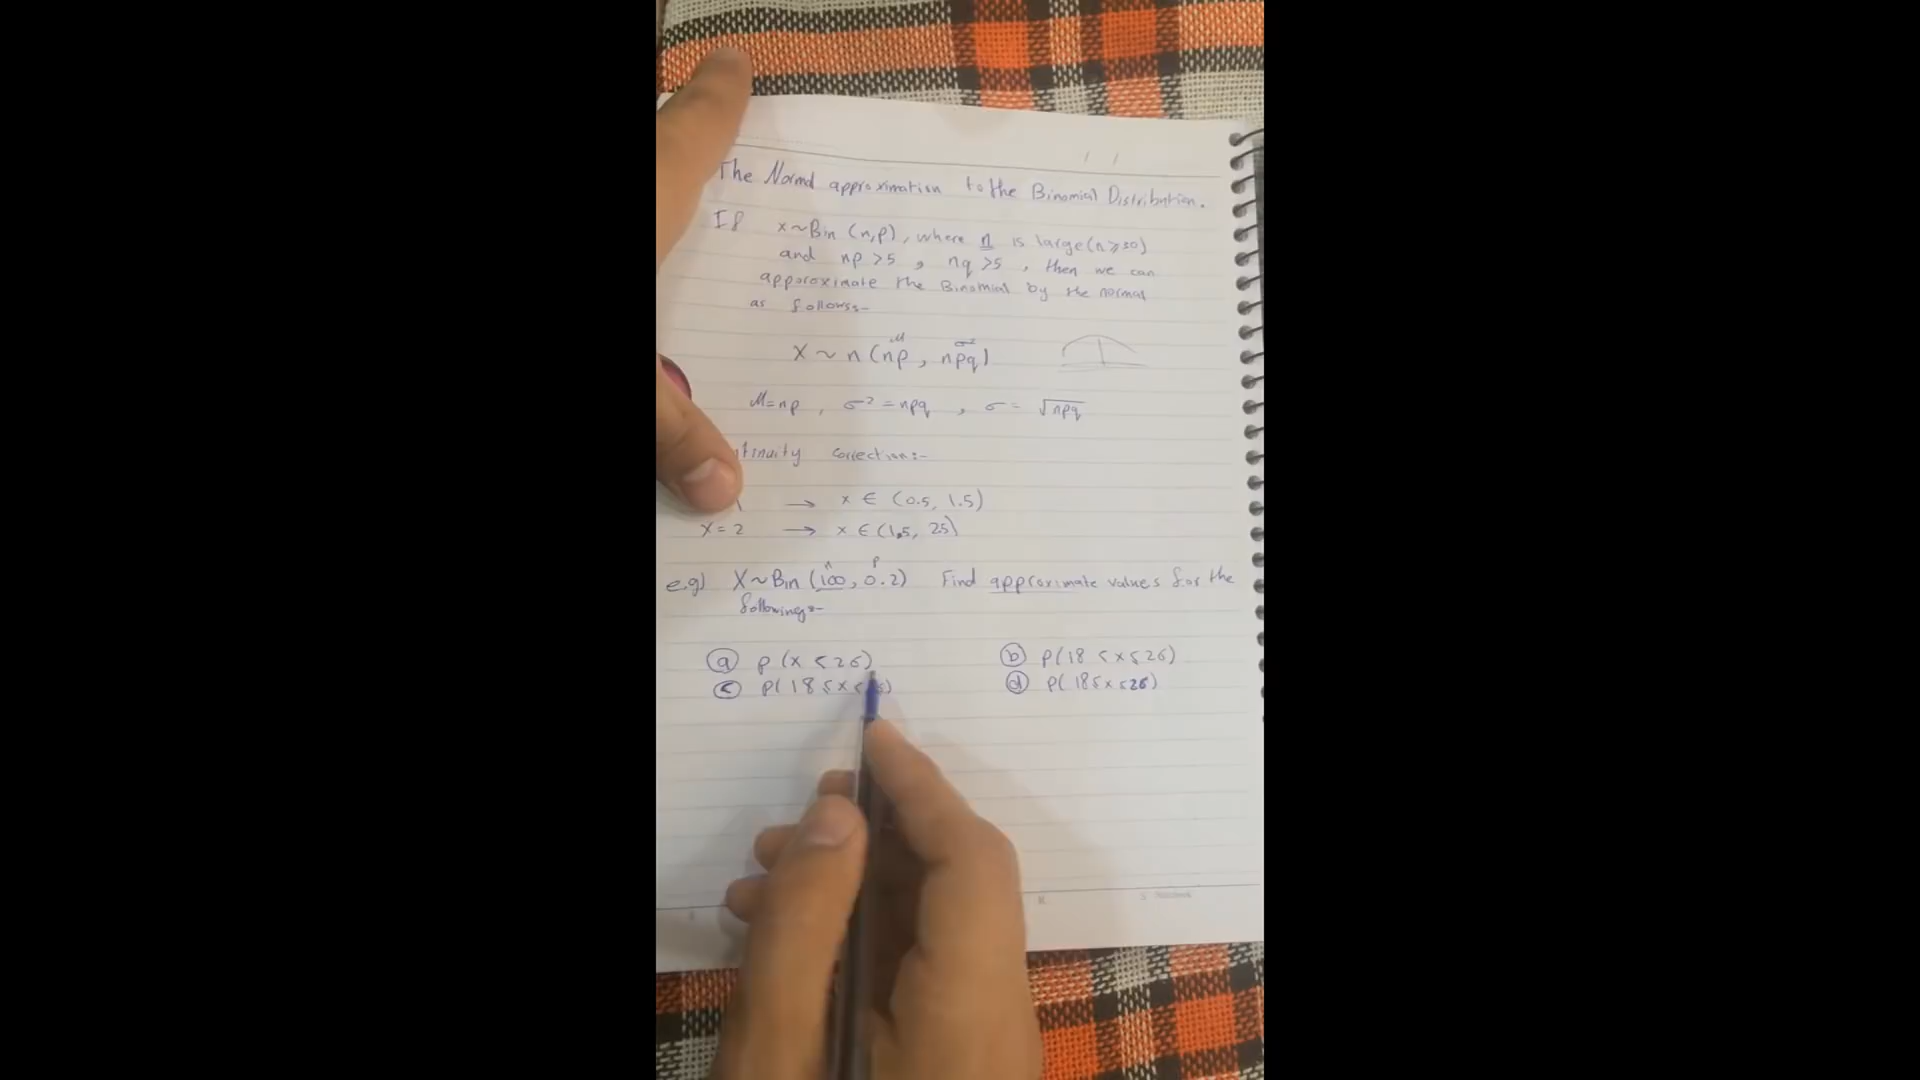 The Normal approximation to the Binomial Distribution.
If x~Bin (n,p), where n is large (n≥30)
and np >5 , nq >5 , then we can
approximate the Binomial by the normal
as follows:-
μ σ²
X ~ n (np , npq)
μ=np , σ² = npq , σ = √npq
corrections:-
→ x ∈ (0.5, 1.5)
x = 2 → x ∈ (1.5, 2.5)
n p
e.g) X~Bin (100, 0.2) Find approximate values for the
following:-
(a) P (x ≤ 26) (b) P(18 < x ≤ 26)
(c) P(18 ≤ x < (d) P(18 ≤ x ≤ 26)